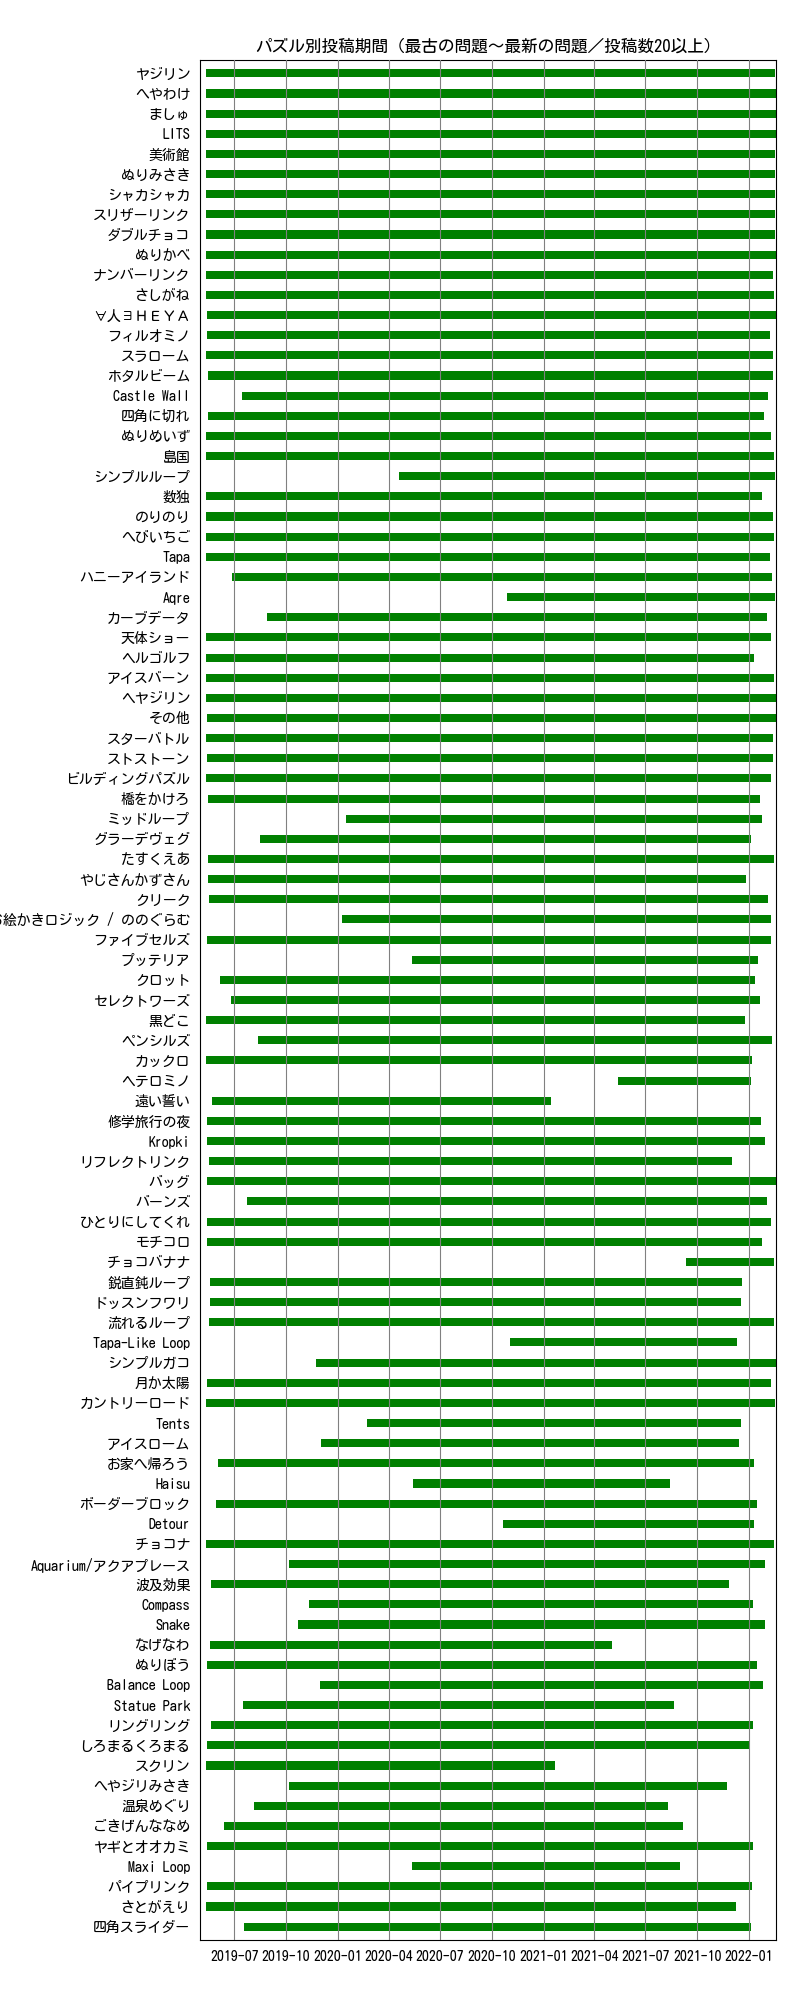 パズル別投稿期間（最古の問題～最新の問題／投稿数20以上）
ヤジリン
へやわけ
ましゅ
LITS
美術館
ぬりみさき
シャカシャカ
スリザーリンク
ダブルチョコ
ぬりかべ
ナンバーリンク
さしがね
∀人∃ＨＥＹＡ
フィルオミノ
スラローム
ホタルビーム
Castle Wall
四角に切れ
ぬりめいず
島国
シンプルループ
数独
のりのり
へびいちご
Tapa
ハニーアイランド
Aqre
カーブデータ
天体ショー
ヘルゴルフ
アイスバーン
ヘヤジリン
その他
スターバトル
ストストーン
ビルディングパズル
橋をかけろ
ミッドループ
グラーデヴェグ
たすくえあ
やじさんかずさん
クリーク
絵かきロジック / ののぐらむ
ファイブセルズ
プッテリア
クロット
セレクトワーズ
黒どこ
ペンシルズ
カックロ
ヘテロミノ
遠い誓い
修学旅行の夜
Kropki
リフレクトリンク
バッグ
バーンズ
ひとりにしてくれ
モチコロ
チョコバナナ
鋭直鈍ループ
ドッスンフワリ
流れるループ
Tapa-Like Loop
シンプルガコ
月か太陽
カントリーロード
Tents
アイスローム
お家へ帰ろう
Haisu
ボーダーブロック
Detour
チョコナ
Aquarium/アクアプレース
波及効果
Compass
Snake
なげなわ
ぬりぼう
Balance Loop
Statue Park
リングリング
しろまるくろまる
スクリン
へやジリみさき
温泉めぐり
ごきげんななめ
ヤギとオオカミ
Maxi Loop
パイプリンク
さとがえり
四角スライダー
2019-07 2019-10 2020-01 2020-04 2020-07 2020-10 2021-01 2021-04 2021-07 2021-10 2022-01